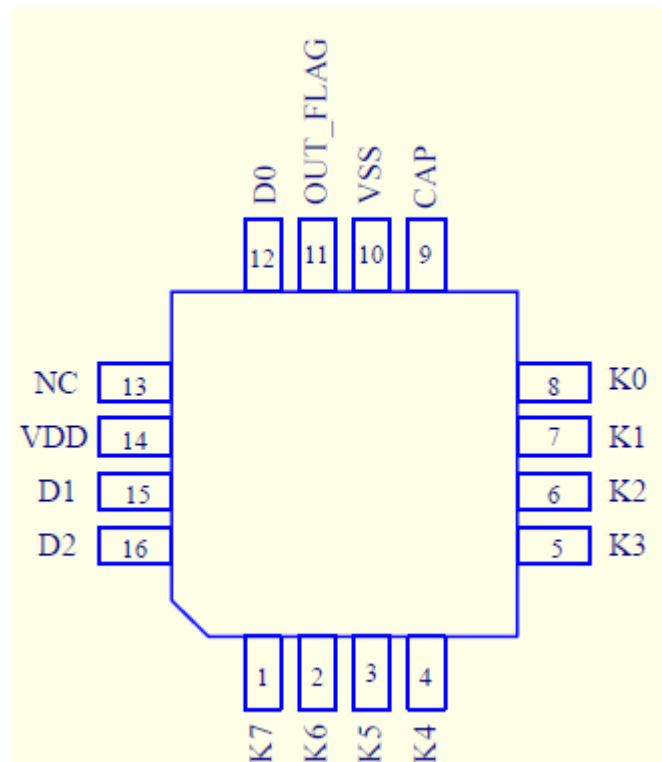 D0 OUT_FLAG VSS CAP
12 11 10 9
NC 13 8 K0
VDD 14 7 K1
D1 15 6 K2
D2 16 5 K3
1 2 3 4
K7 K6 K5 K4